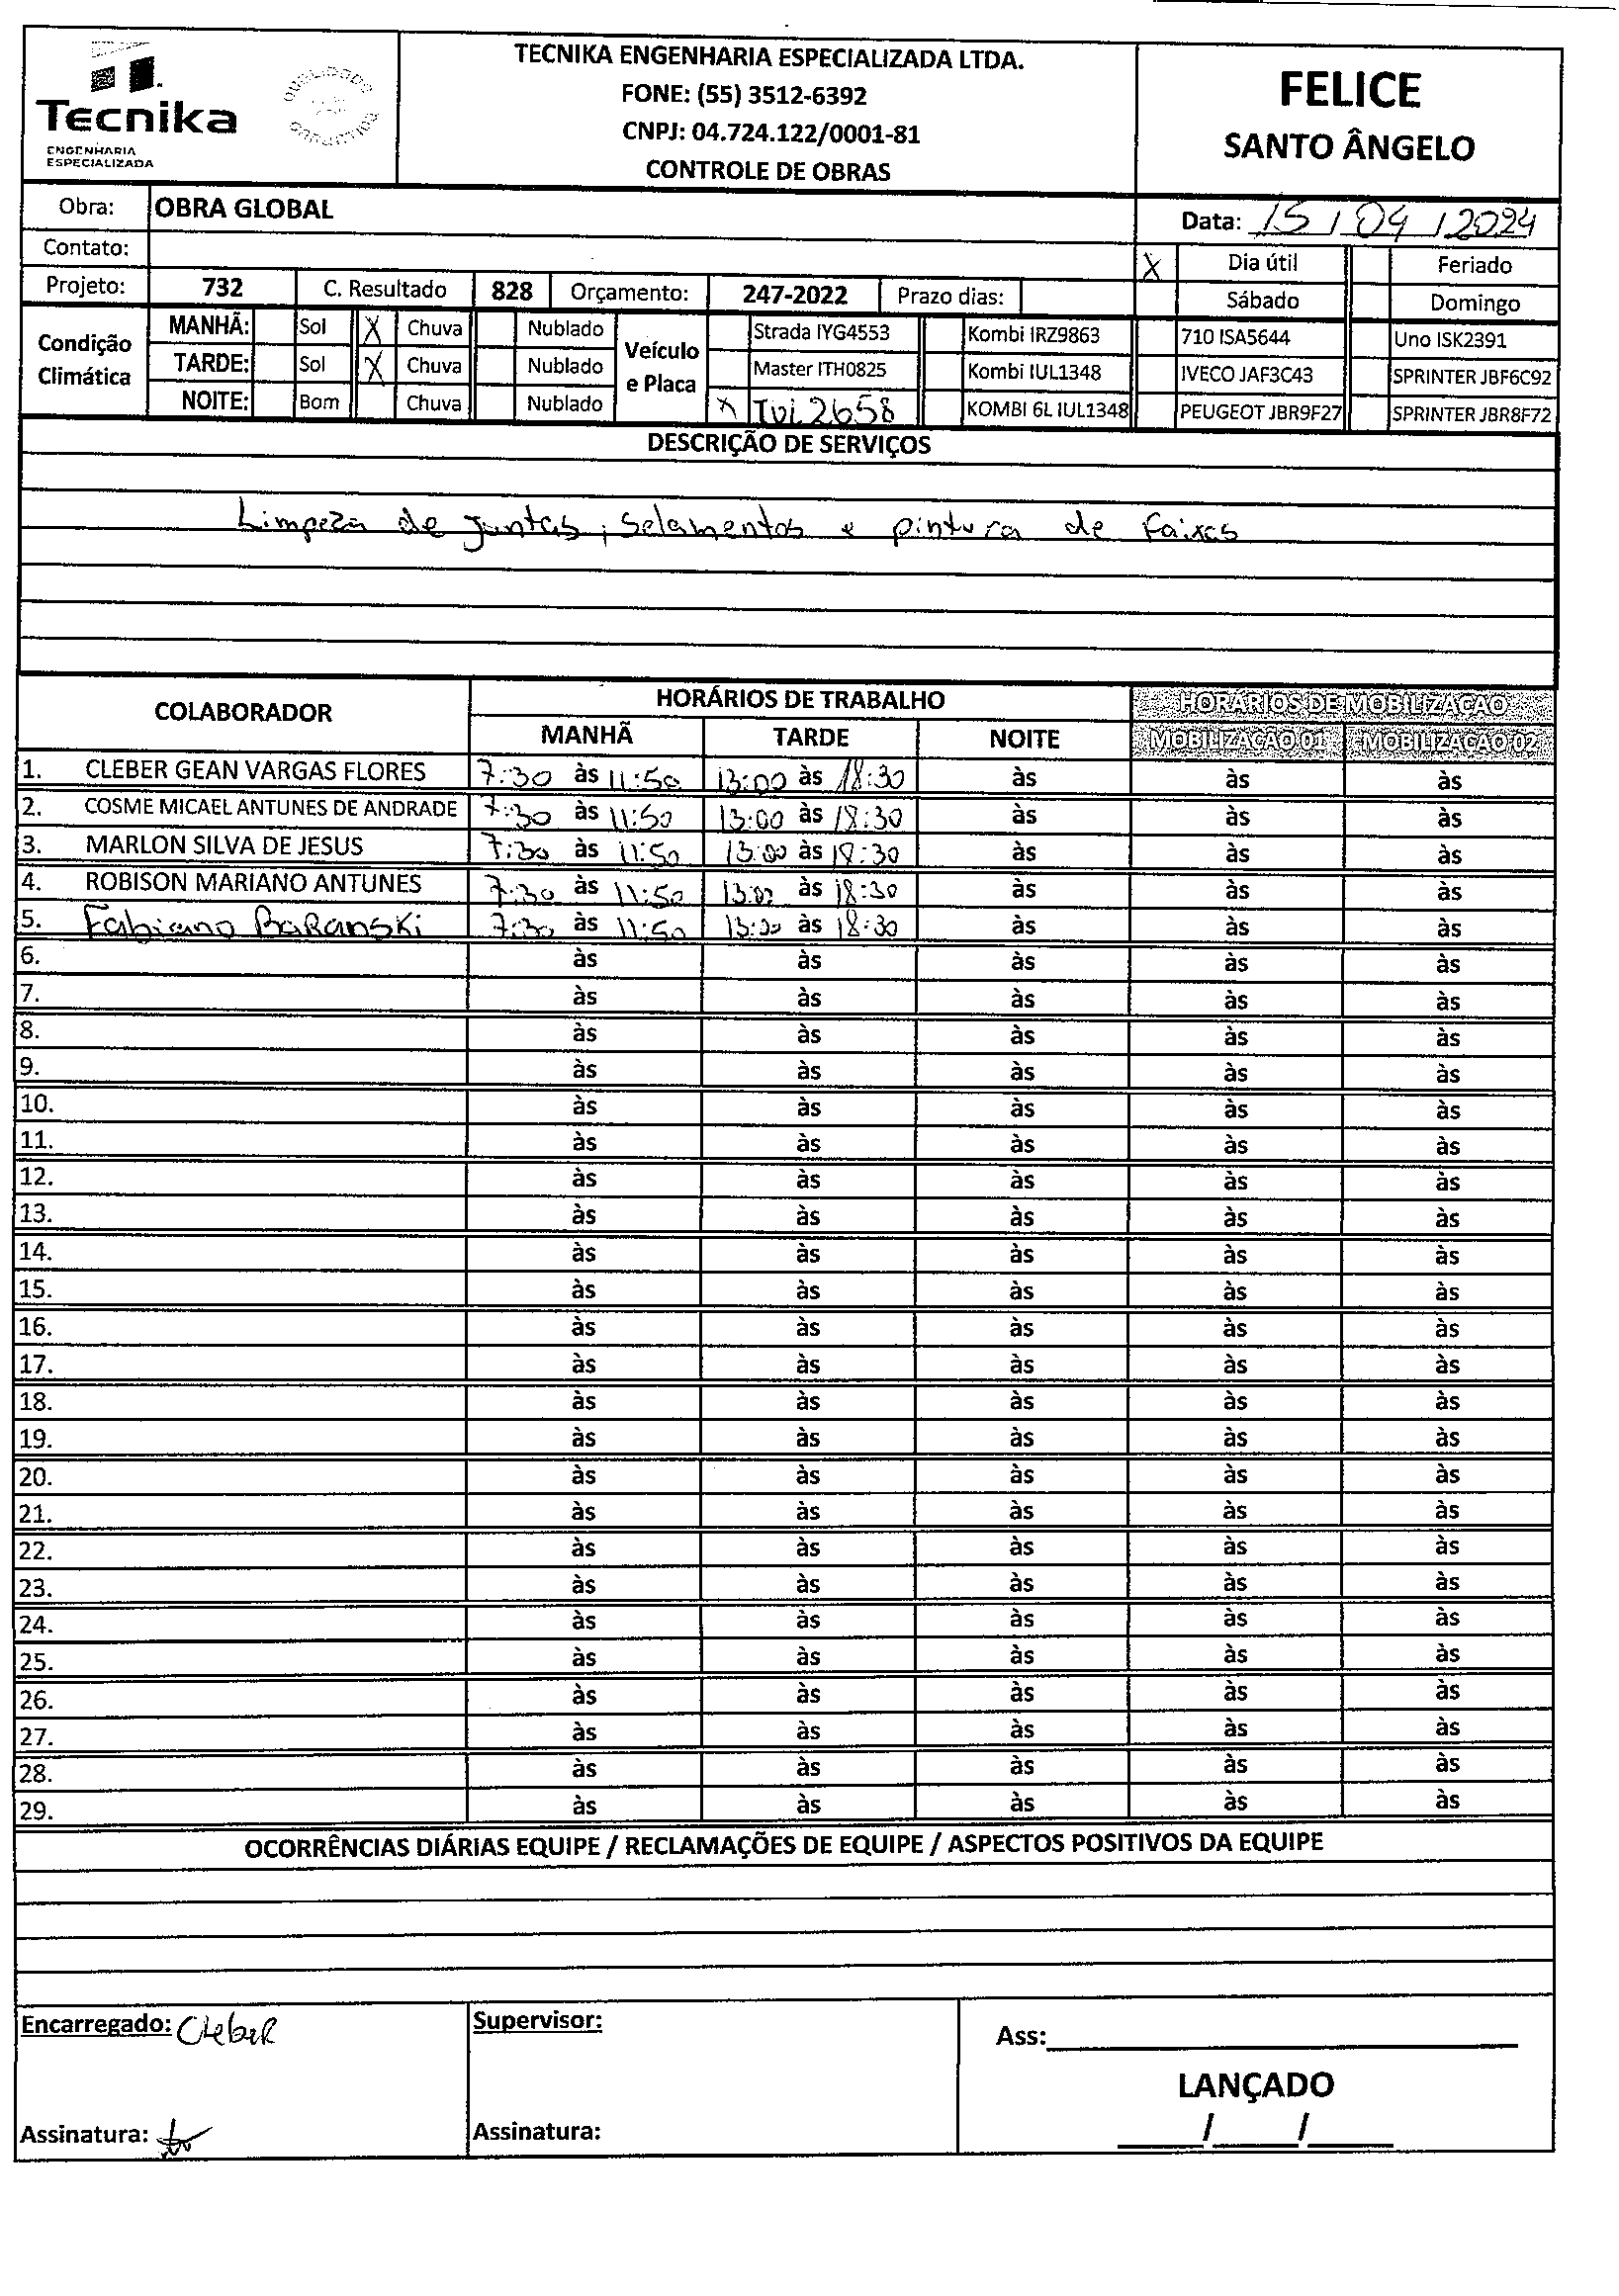 Tecnika
ENGENHARIA
ESPECIALIZADA
TECNIKA ENGENHARIA ESPECIALIZADA LTDA.
FONE: (55) 3512-6392
CNPJ: 04.724.122/0001-81
CONTROLE DE OBRAS
FELICE
SANTO ÂNGELO
Obra: OBRA GLOBAL
Data: 15 / 04 / 2024
Contato:
X Dia útil Feriado
Projeto: 732 C. Resultado 828 Orçamento: 247-2022 Prazo dias:
Sábado Domingo
Condição Climática
MANHÃ: Sol X Chuva Nublado
TARDE: Sol X Chuva Nublado
NOITE: Bom Chuva Nublado
Veículo e Placa
Strada IYG4553 Kombi IRZ9863 710 ISA5644 Uno ISK2391
Master ITH0825 Kombi IUL1348 IVECO JAF3C43 SPRINTER JBF6C92
X IVI 2658 KOMBI 6L IUL1348 PEUGEOT JBR9F27 SPRINTER JBR8F72
DESCRIÇÃO DE SERVIÇOS
Limpeza de juntas, selamentos e pintura de faixas
COLABORADOR HORÁRIOS DE TRABALHO HORÁRIOS DE MOBILIZAÇÃO
MANHÃ TARDE NOITE MOBILIZAÇÃO 01 MOBILIZAÇÃO 02
1. CLEBER GEAN VARGAS FLORES 7:30 às 11:50 13:00 às 18:30 às às às
2. COSME MICAEL ANTUNES DE ANDRADE 7:30 às 11:50 13:00 às 18:30 às às às
3. MARLON SILVA DE JESUS 7:30 às 11:50 13:00 às 18:30 às às às
4. ROBISON MARIANO ANTUNES 7:30 às 11:50 13:00 às 18:30 às às às
5. Fabiano BaRanski 7:30 às 11:50 13:00 às 18:30 às às às
6. às às às às às
7. às às às às às
8. às às às às às
9. às às às às às
10. às às às às às
11. às às às às às
12. às às às às às
13. às às às às às
14. às às às às às
15. às às às às às
16. às às às às às
17. às às às às às
18. às às às às às
19. às às às às às
20. às às às às às
21. às às às às às
22. às às às às às
23. às às às às às
24. às às às às às
25. às às às às às
26. às às às às às
27. às às às às às
28. às às às às às
29. às às às às às
OCORRÊNCIAS DIÁRIAS EQUIPE / RECLAMAÇÕES DE EQUIPE / ASPECTOS POSITIVOS DA EQUIPE
Encarregado: CLebeR
Supervisor:
Ass:
LANÇADO
Assinatura:
Assinatura:
/ /